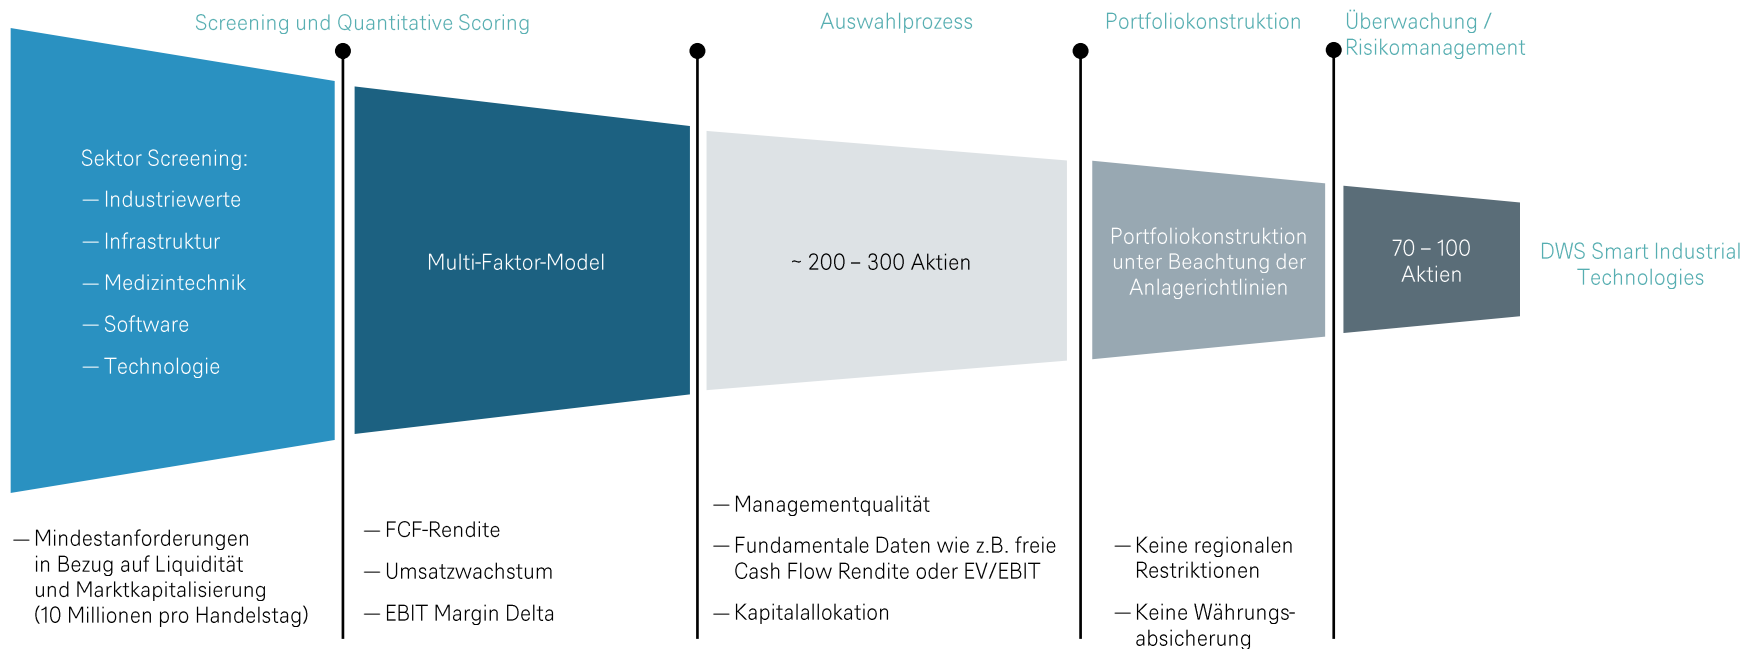 Screening und Quantitative Scoring
Auswahlprozess
Portfoliokonstruktion
Überwachung /
Risikomanagement
Sektor Screening:
— Industriewerte
— Infrastruktur
— Medizintechnik
— Software
— Technologie
Multi-Faktor-Model
~ 200 – 300 Aktien
Portfoliokonstruktion
unter Beachtung der
Anlagerichtlinien
70 – 100
Aktien
DWS Smart Industrial
Technologies
— Mindestanforderungen
in Bezug auf Liquidität
und Marktkapitalisierung
(10 Millionen pro Handelstag)
— FCF-Rendite
— Umsatzwachstum
— EBIT Margin Delta
— Managementqualität
— Fundamentale Daten wie z.B. freie
Cash Flow Rendite oder EV/EBIT
— Kapitalallokation
— Keine regionalen
Restriktionen
— Keine Währungs-
absicherung